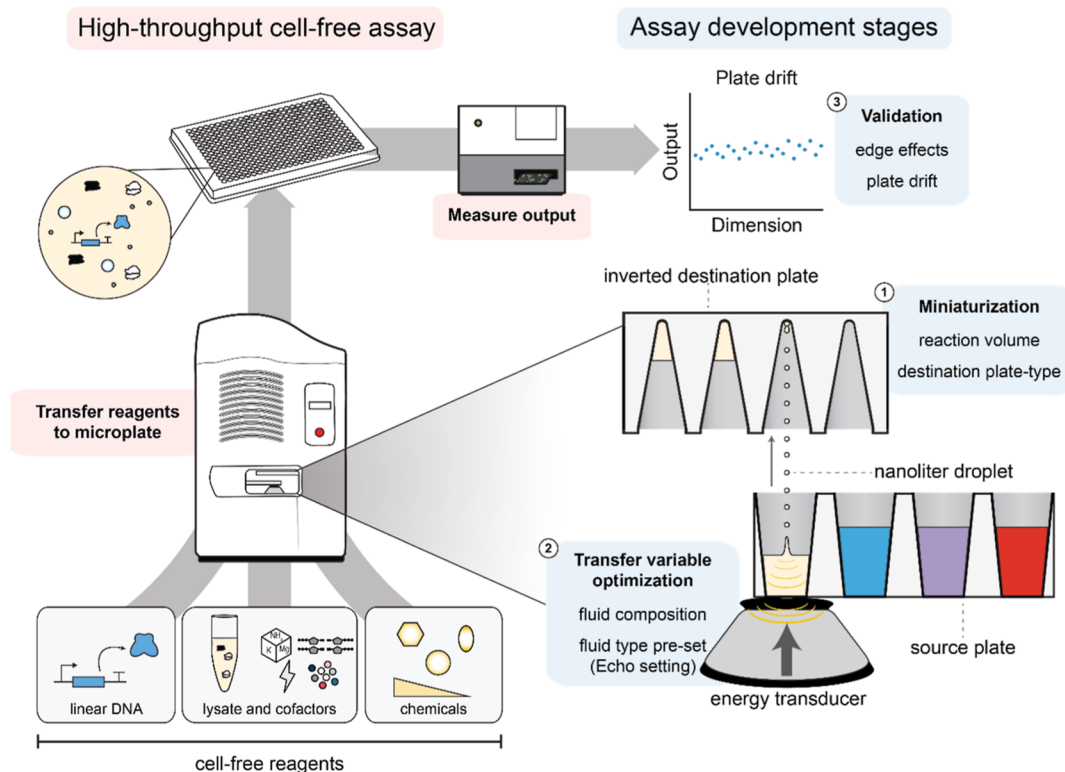 High-throughput cell-free assay
Assay development stages
Plate drift
Output
Dimension
3
Validation
edge effects
plate drift
Measure output
inverted destination plate
1
Miniaturization
reaction volume
destination plate-type
Transfer reagents
to microplate
nanoliter droplet
2
Transfer variable
optimization
fluid composition
fluid type pre-set
(Echo setting)
source plate
energy transducer
NH₄
K
Mg
linear DNA
lysate and cofactors
chemicals
cell-free reagents